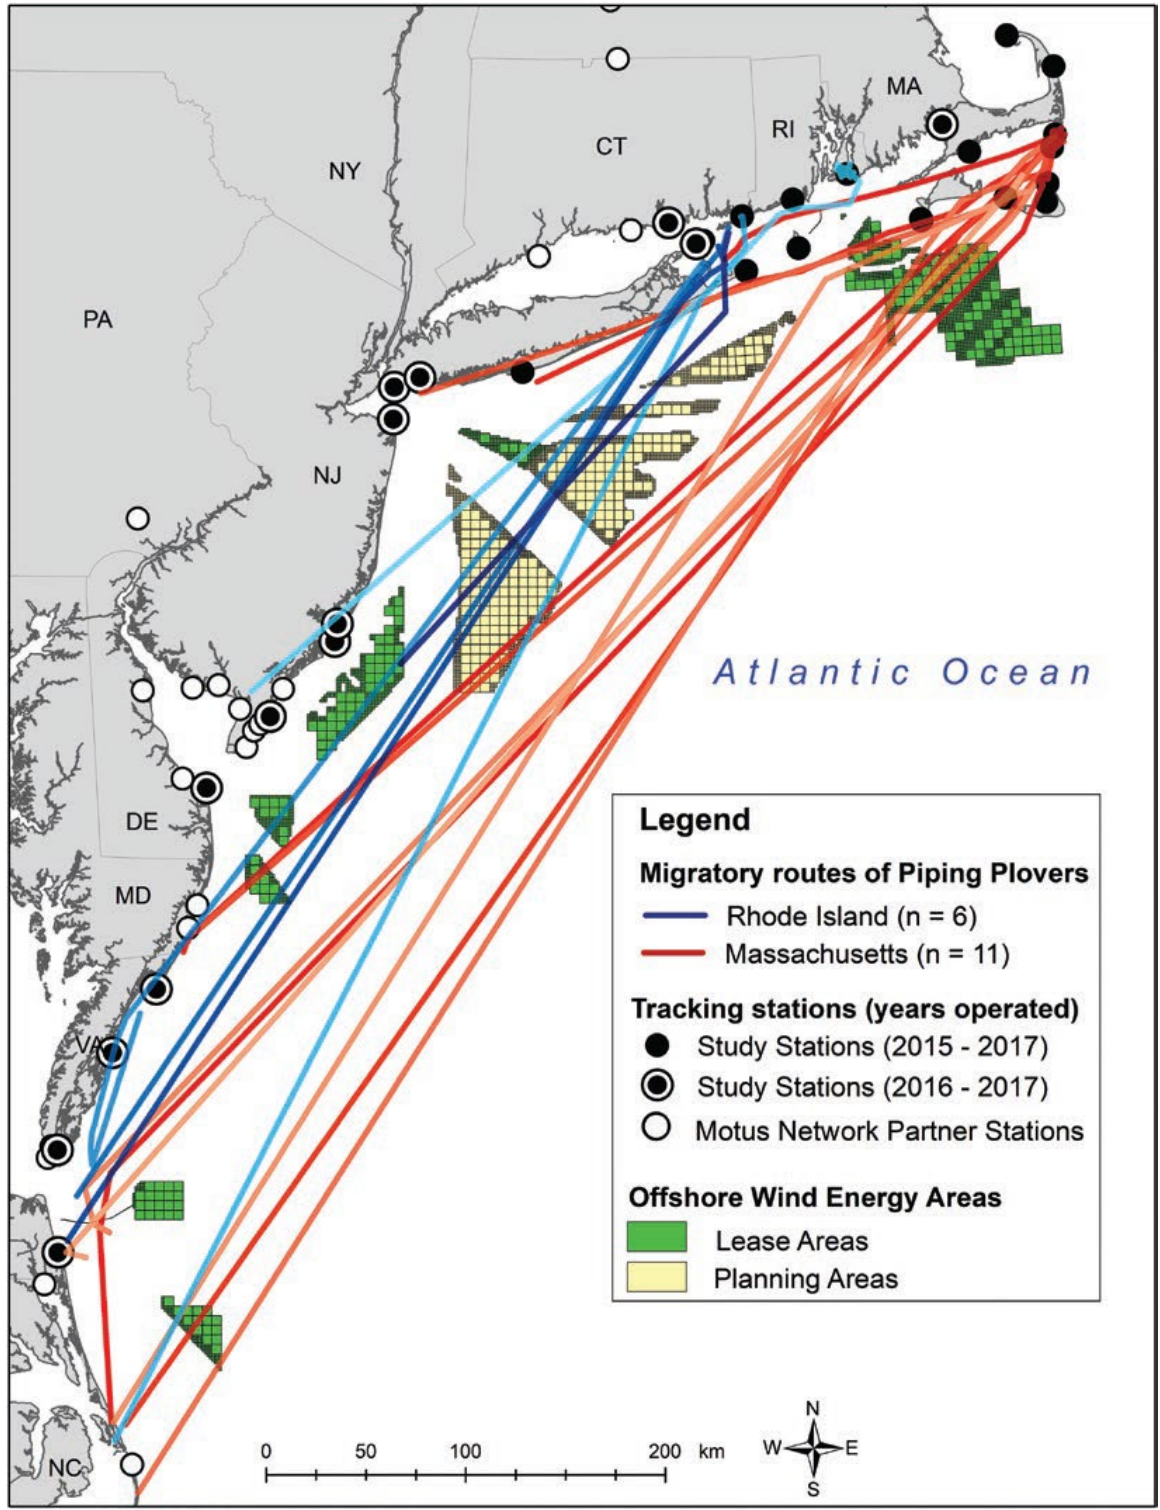 MA
RI
CT
NY
PA
NJ
Atlantic Ocean
DE
MD
VA
NC
Legend
Migratory routes of Piping Plovers
Rhode Island (n = 6)
Massachusetts (n = 11)
Tracking stations (years operated)
Study Stations (2015 - 2017)
Study Stations (2016 - 2017)
Motus Network Partner Stations
Offshore Wind Energy Areas
Lease Areas
Planning Areas
N
W E
S
0 50 100 200 km